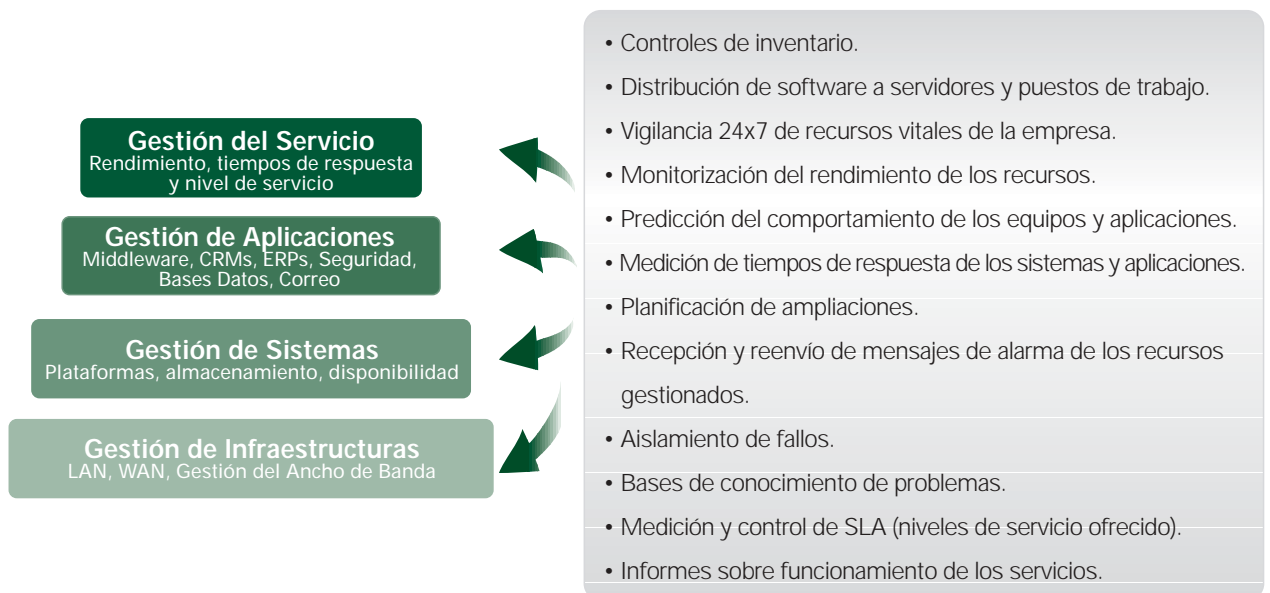 Gestión del Servicio
Rendimiento, tiempos de respuesta
y nivel de servicio
Gestión de Aplicaciones
Middleware, CRMs, ERPs, Seguridad,
Bases Datos, Correo
Gestión de Sistemas
Plataformas, almacenamiento, disponibilidad
Gestión de Infraestructuras
LAN, WAN, Gestión del Ancho de Banda
• Controles de inventario.
• Distribución de software a servidores y puestos de trabajo.
• Vigilancia 24x7 de recursos vitales de la empresa.
• Monitorización del rendimiento de los recursos.
• Predicción del comportamiento de los equipos y aplicaciones.
• Medición de tiempos de respuesta de los sistemas y aplicaciones.
• Planificación de ampliaciones.
• Recepción y reenvío de mensajes de alarma de los recursos
gestionados.
• Aislamiento de fallos.
• Bases de conocimiento de problemas.
• Medición y control de SLA (niveles de servicio ofrecido).
• Informes sobre funcionamiento de los servicios.